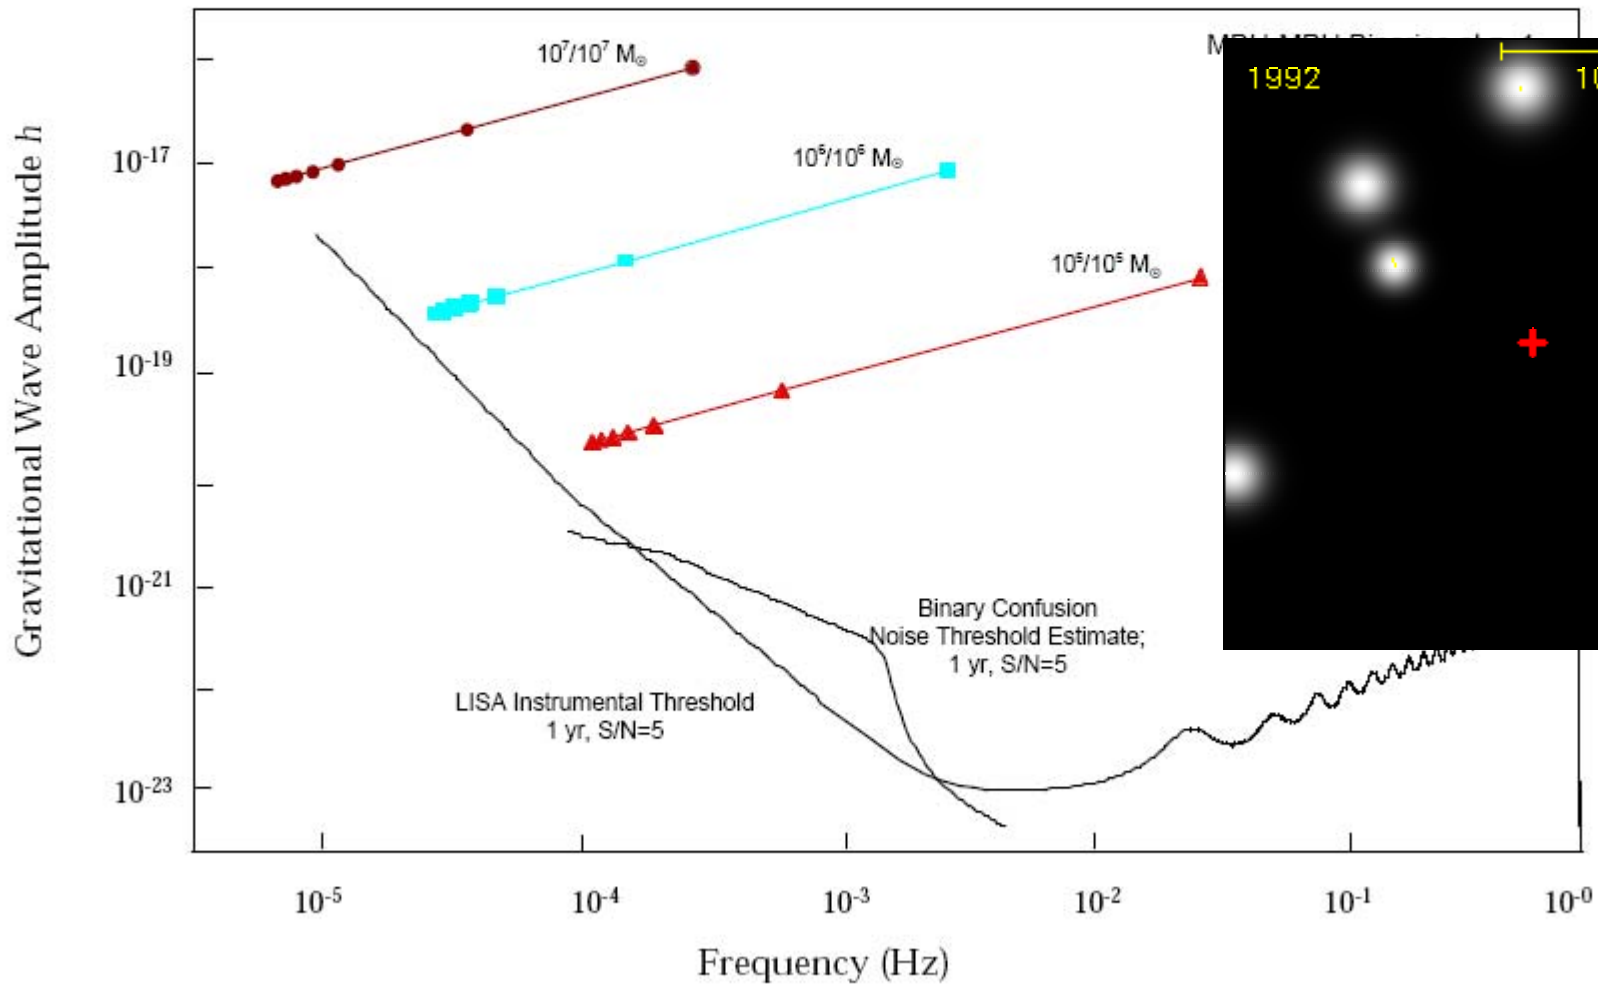 10⁷/10⁷ M☉
1992
10⁻¹⁷
10⁶/10⁶ M☉
10⁵/10⁵ M☉
10⁻¹⁹
Gravitational Wave Amplitude h
10⁻²¹
Binary Confusion
Noise Threshold Estimate;
1 yr, S/N=5
LISA Instrumental Threshold
1 yr, S/N=5
10⁻²³
10⁻⁵ 10⁻⁴ 10⁻³ 10⁻² 10⁻¹ 10⁻⁰
Frequency (Hz)